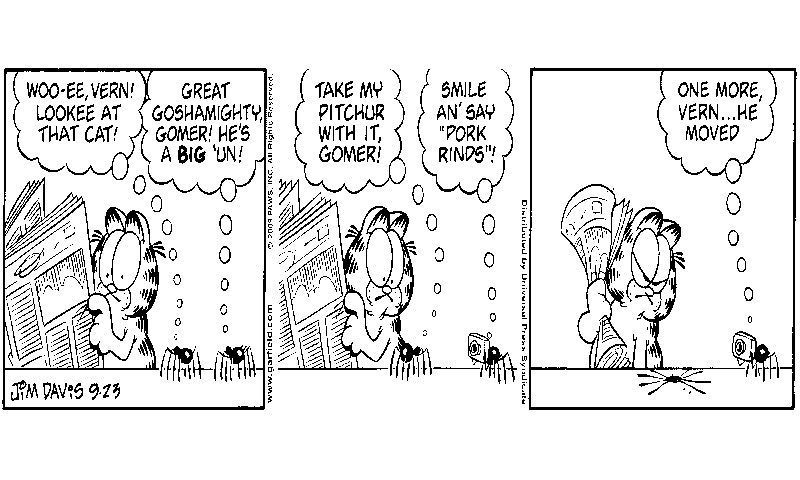 WOO-EE, VERN!
LOOKEE AT
THAT CAT!
GREAT
GOSHAMIGHTY,
GOMER! HE'S
A BIG 'UN!
JIM DAVIS 9·23
www.garfield.com
© 2009 PAWS, INC. All Rights Reserved.
TAKE MY
PITCHUR
WITH IT,
GOMER!
SMILE
AN' SAY
"PORK
RINDS"!
Distributed by Universal Press Syndicate
ONE MORE,
VERN...HE
MOVED